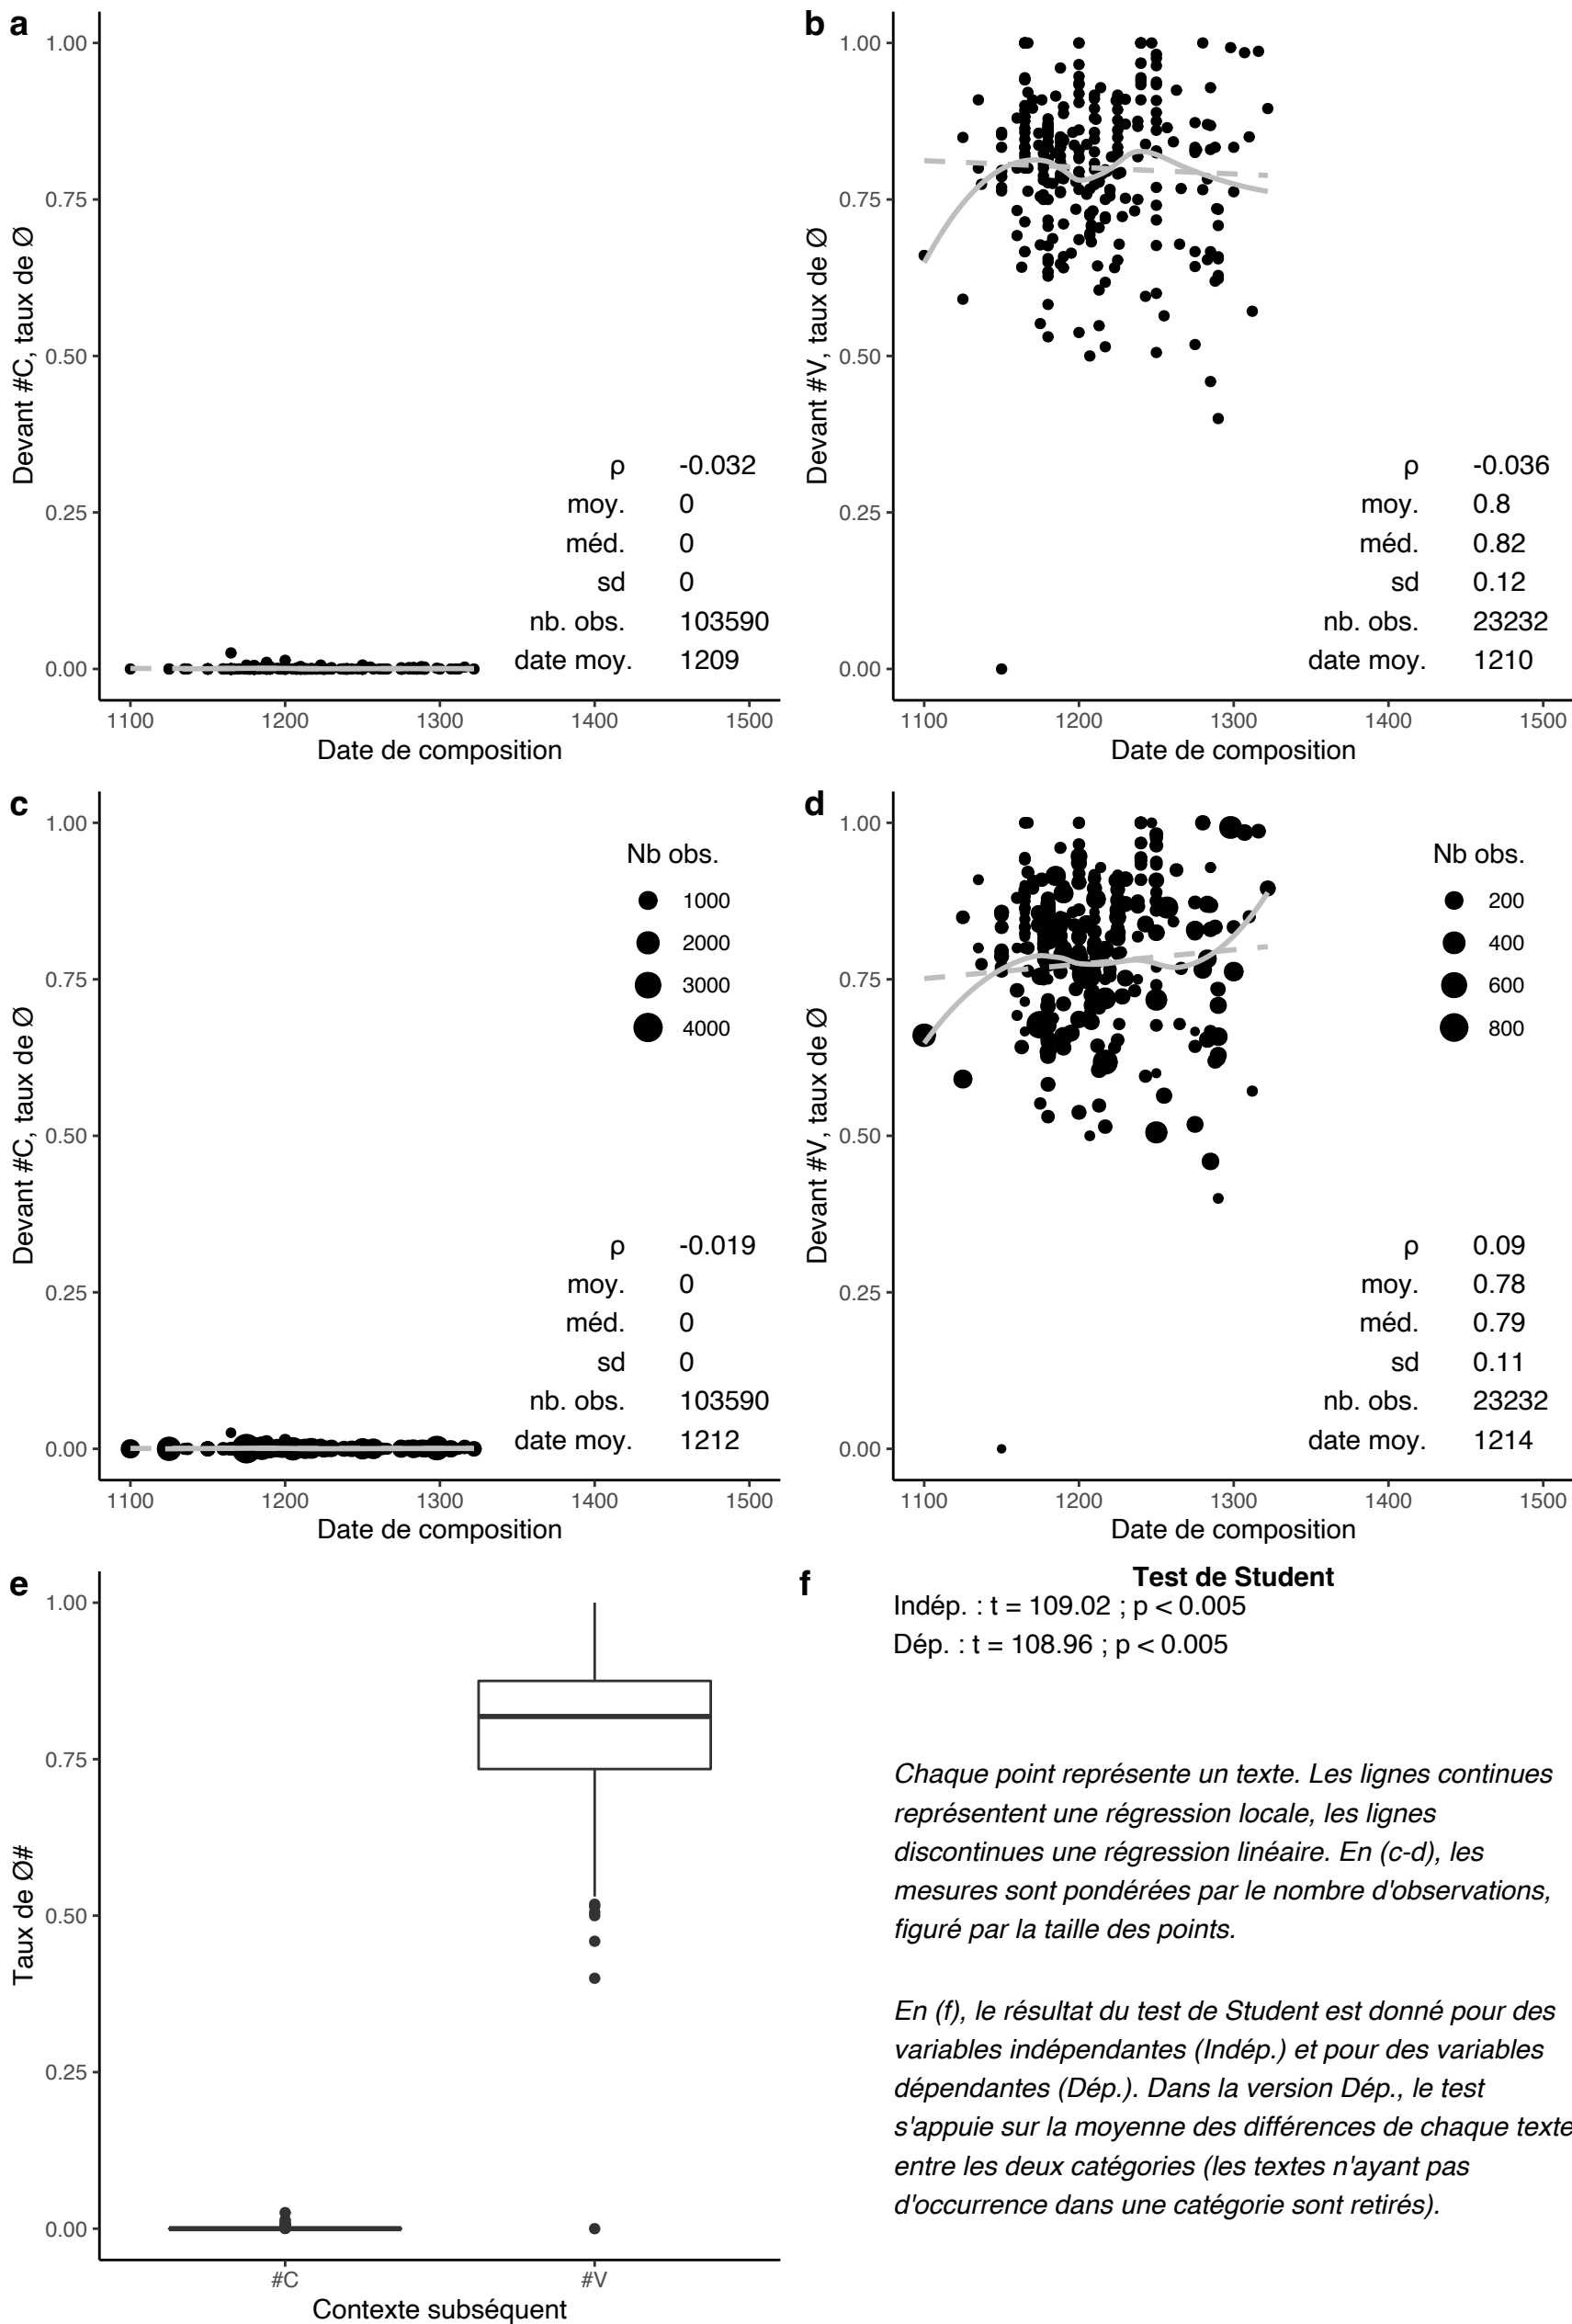 a
1.00
0.75
0.50
0.25
0.00
Devant #C, taux de Ø
ρ -0.032
moy. 0
méd. 0
sd 0
nb. obs. 103590
date moy. 1209
1100 1200 1300 1400 1500
Date de composition
b
1.00
0.75
0.50
0.25
0.00
Devant #V, taux de Ø
ρ -0.036
moy. 0.8
méd. 0.82
sd 0.12
nb. obs. 23232
date moy. 1210
1100 1200 1300 1400 1500
Date de composition
c
1.00
0.75
0.50
0.25
0.00
Devant #C, taux de Ø
Nb obs.
1000
2000
3000
4000
ρ -0.019
moy. 0
méd. 0
sd 0
nb. obs. 103590
date moy. 1212
1100 1200 1300 1400 1500
Date de composition
d
1.00
0.75
0.50
0.25
0.00
Devant #V, taux de Ø
Nb obs.
200
400
600
800
ρ 0.09
moy. 0.78
méd. 0.79
sd 0.11
nb. obs. 23232
date moy. 1214
1100 1200 1300 1400 1500
Date de composition
e
1.00
0.75
0.50
0.25
0.00
Taux de Ø#
#C #V
Contexte subséquent
f
Test de Student
Indép. : t = 109.02 ; p < 0.005
Dép. : t = 108.96 ; p < 0.005
Chaque point représente un texte. Les lignes continues
représentent une régression locale, les lignes
discontinues une régression linéaire. En (c-d), les
mesures sont pondérées par le nombre d'observations,
figuré par la taille des points.
En (f), le résultat du test de Student est donné pour des
variables indépendantes (Indép.) et pour des variables
dépendantes (Dép.). Dans la version Dép., le test
s'appuie sur la moyenne des différences de chaque texte
entre les deux catégories (les textes n'ayant pas
d'occurrence dans une catégorie sont retirés).